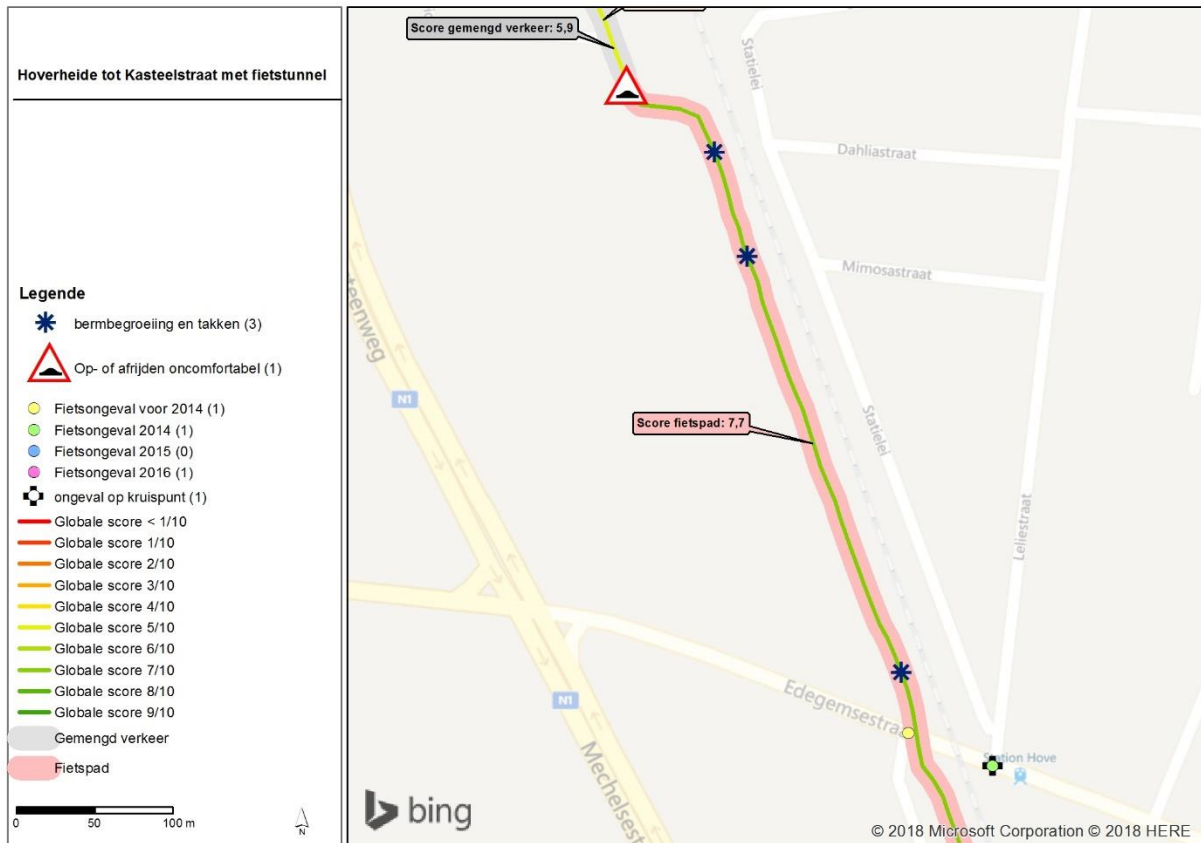 Hoverheide tot Kasteelstraat met fietstunnel
Legende
bermbegroeiing en takken (3)
Op- of afrijden oncomfortabel (1)
Fietsongeval voor 2014 (1)
Fietsongeval 2014 (1)
Fietsongeval 2015 (0)
Fietsongeval 2016 (1)
ongeval op kruispunt (1)
Globale score < 1/10
Globale score 1/10
Globale score 2/10
Globale score 3/10
Globale score 4/10
Globale score 5/10
Globale score 6/10
Globale score 7/10
Globale score 8/10
Globale score 9/10
Gemengd verkeer
Fietspad
0 50 100 m
N
Score gemengd verkeer: 5,9
Statielei
Dahliastraat
Mimosastraat
teenweg
N1
Score fietspad: 7,7
Statielei
Leliestraat
N1
Edegemsestraat
Mechelsest
Station Hove
bing
© 2018 Microsoft Corporation © 2018 HERE